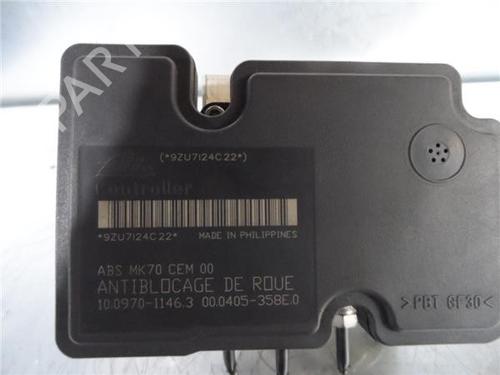 (*9ZU7I24C22*)
Controller
*9ZU7I24C22* MADE IN PHILIPPINES
ABS MK70 CEM 00
ANTIBLOCAGE DE ROUE
10.0970-1146.3 00.0405-358E.0
>PBT GF30<